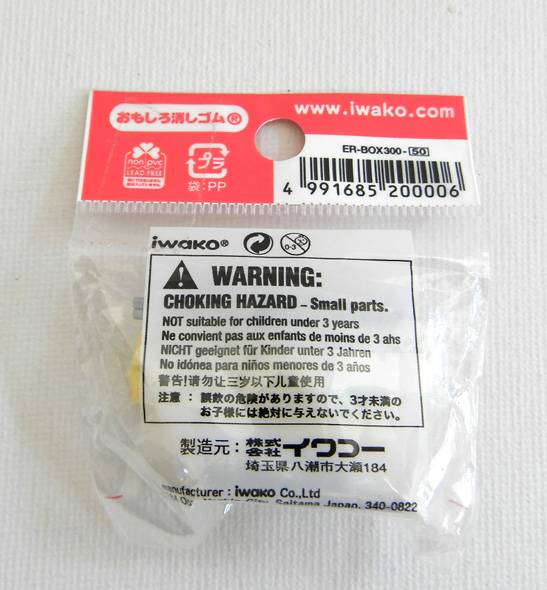 おもしろ消しゴム®
www.iwako.com
ER-BOX300-50
non pvc
LEAD FREE
プラ
袋:PP
4 991685 200006
iwako®
0-3
WARNING:
CHOKING HAZARD – Small parts.
NOT suitable for children under 3 years
Ne convient pas aux enfants de moins de 3 ahs
NICHT geeignet für Kinder unter 3 Jahren
No idónea para niños menores de 3 años
警告!请勿让三岁以下儿童使用
注意 : 誤飲の危険がありますので、3才未満の
お子様には絶対に与えないでください。
製造元:株式会社イワコー
埼玉県八潮市大瀬184
manufacturer : iwako Co.,Ltd
City, Saitama Japan, 340-0822